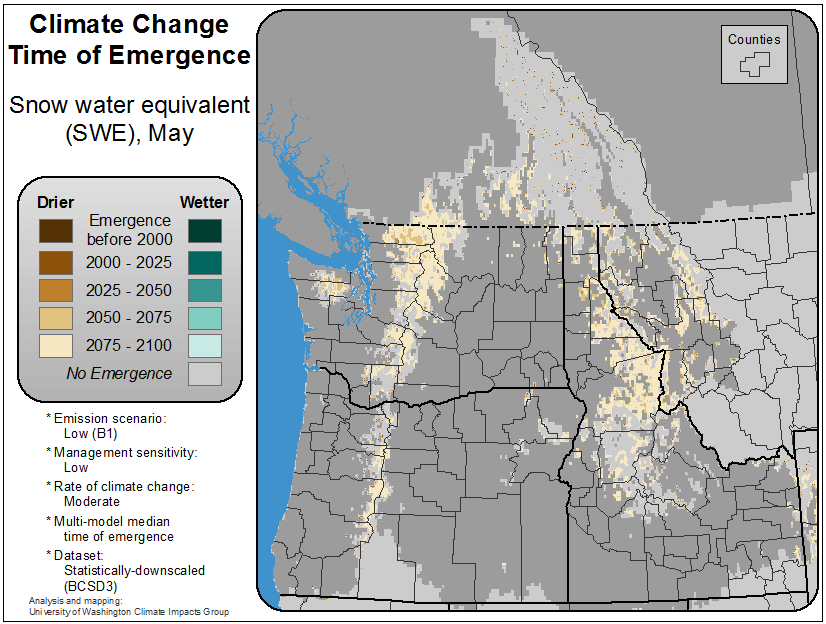 Climate Change
Time of Emergence
Snow water equivalent
(SWE), May
Drier
Wetter
Emergence
before 2000
2000 - 2025
2025 - 2050
2050 - 2075
2075 - 2100
No Emergence
* Emission scenario:
Low (B1)
* Management sensitivity:
Low
* Rate of climate change:
Moderate
* Multi-model median
time of emergence
* Dataset:
Statistically-downscaled
(BCSD3)
Analysis and mapping:
University of Washington Climate Impacts Group
Counties